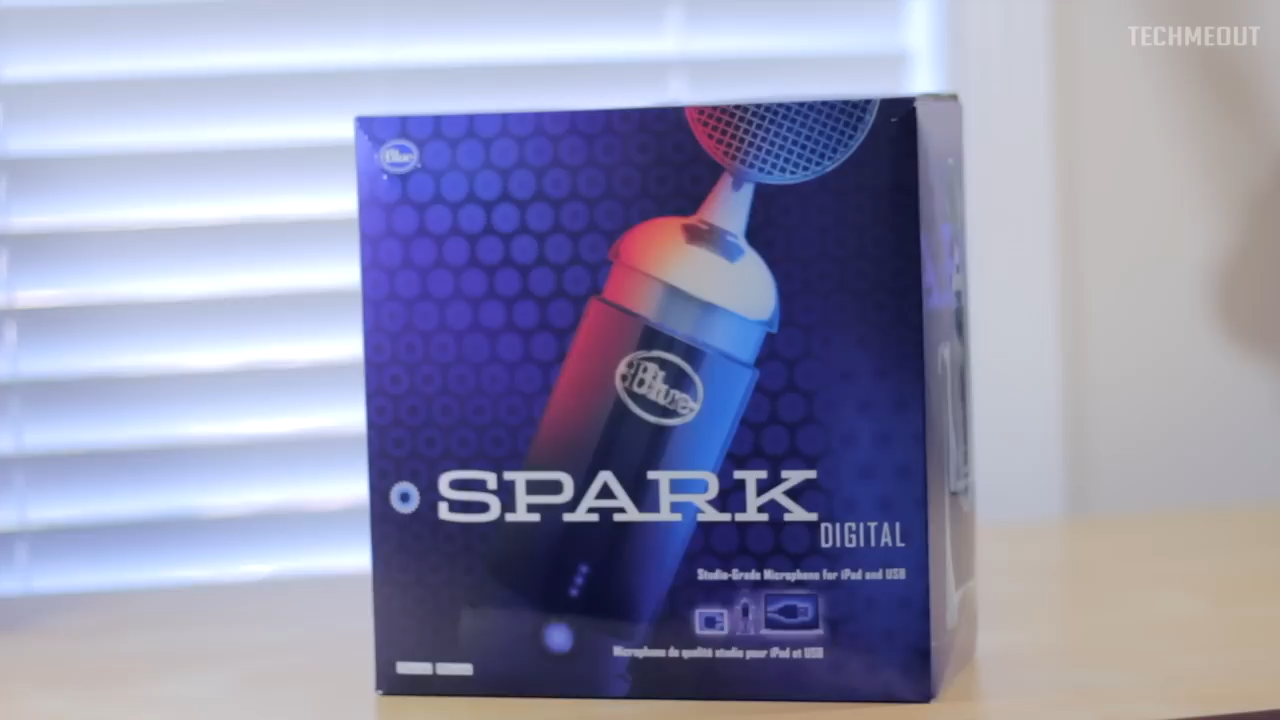 TECHMEOUT
Blue
Blue
SPARK
DIGITAL
Studio-Grade Microphone for iPad and USB
Microphone de qualité studio pour iPad et USB